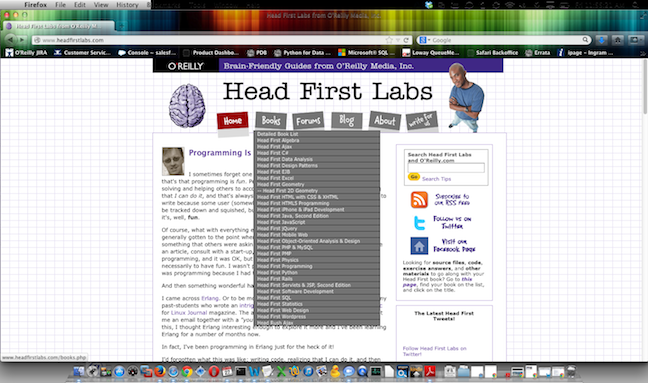 Firefox File Edit View History Bookmarks Tools Window Help
Head First Labs from O'Reilly Media, Inc.
Head First Labs from O'Reilly M...
www.headfirstlabs.com
Google
O'Reilly JIRA Customer Servic... Console ~ salesf... Product Dashbo... PDB Python for Data ... Microsoft® SQL ... Loway QueueMe... Safari Backoffice Errata ipage ~ Ingram ...
O'REILLY Brain-Friendly Guides from O'Reilly Media, Inc.
Head First Labs
Home Books Forums Blog About write for us
Detailed Book List
Head First Ajax
Head First Algebra
Head First C#
Head First Data Analysis
Head First Design Patterns
Head First EJB
Head First Excel
Head First Geometry
— Head First 2D Geometry
Head First HTML with CSS & XHTML
Head First HTML5 Programming
Head First iPhone & iPad Development
Head First Java, Second Edition
Head First JavaScript
Head First jQuery
Head First Mobile Web
Head First Object-Oriented Analysis & Design
Head First PHP & MySQL
Head First PMP
Head First Physics
Head First Programming
Head First Python
Head First Rails
Head First Servlets & JSP, Second Edition
Head First Software Development
Head First SQL
Head First Statistics
Head First Web Design
Head First Wordpress
Head Rush Ajax
Programming Is
I sometimes forget one
that's that programming is fun. P
solving and helping others to acco
that I can do it, and that's always
write because some user (somew
be tracked down and squished, b
it's, well, fun.
Of course, with everything e
generally gotten to the point wher
something that others were askin
an article, consult with a start-up,
programming, and it was OK, but
necessarily to have fun. I wasn't
was programming because I had
And then something wonderful ha
I came across Erlang. Or to be m
past-students who wrote an intrig
for Linux Journal magazine. The a
me an email together with a "you
this, I thought Erlang interesting enough to explore it more and I've been learning
Erlang for a number of months now.
In fact, I've been programming in Erlang just for the heck of it!
I'd forgotten what this was like: writing code, realizing that I can do it, and then
Search Head First Labs
and O'Reilly.com
Go Search Tips
Subscribe to
our RSS feed
Follow us on
Twitter
Visit our
Facebook Page
Looking for source files, code,
exercise answers, and other
materials to go along with your
Head First book? Go to this
page, find your book on the list,
and click on the title.
The Latest Head First
Tweets!
Follow Head First Labs on
Twitter!
www.headfirstlabs.com/books.php